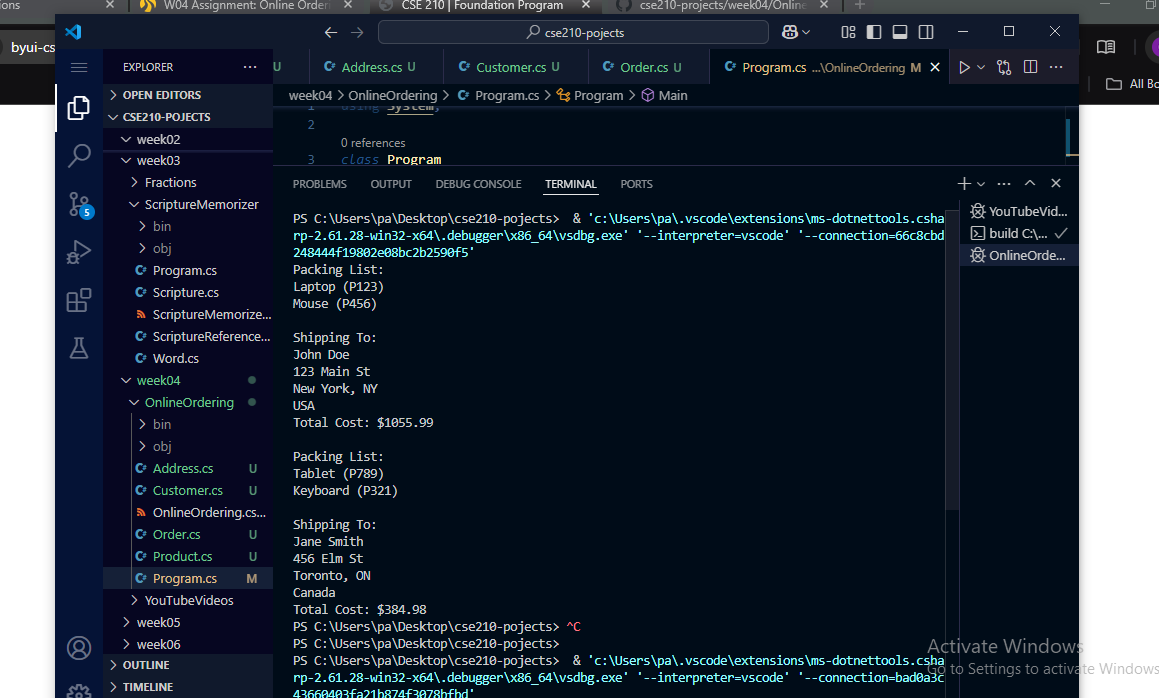 ons
W04 Assignment: Online Orderi
CSE 210 | Foundation Program
cse210-projects/week04/Online
byui-cs
All Bo
cse210-pojects
EXPLORER
U
Address.cs U
Customer.cs U
Order.cs U
Program.cs ...\OnlineOrdering M
OPEN EDITORS
CSE210-POJECTS
week02
week03
Fractions
ScriptureMemorizer
bin
obj
Program.cs
Scripture.cs
ScriptureMemorize...
ScriptureReference...
Word.cs
week04
OnlineOrdering
bin
obj
Address.cs U
Customer.cs U
OnlineOrdering.cs...
Order.cs U
Product.cs U
Program.cs M
YouTubeVideos
week05
week06
OUTLINE
TIMELINE
5
week04 > OnlineOrdering > Program.cs > Program > Main
1 using System;
2
0 references
3 class Program
PROBLEMS OUTPUT DEBUG CONSOLE TERMINAL PORTS
PS C:\Users\pa\Desktop\cse210-pojects> & 'c:\Users\pa\.vscode\extensions\ms-dotnettools.csha
rp-2.61.28-win32-x64\.debugger\x86_64\vsdbg.exe' '--interpreter=vscode' '--connection=66c8cbd
248444f19802e08bc2b2590f5'
Packing List:
Laptop (P123)
Mouse (P456)
Shipping To:
John Doe
123 Main St
New York, NY
USA
Total Cost: $1055.99
Packing List:
Tablet (P789)
Keyboard (P321)
Shipping To:
Jane Smith
456 Elm St
Toronto, ON
Canada
Total Cost: $384.98
PS C:\Users\pa\Desktop\cse210-pojects> ^C
PS C:\Users\pa\Desktop\cse210-pojects>
PS C:\Users\pa\Desktop\cse210-pojects> & 'c:\Users\pa\.vscode\extensions\ms-dotnettools.csha
rp-2.61.28-win32-x64\.debugger\x86_64\vsdbg.exe' '--interpreter=vscode' '--connection=bad0a3c
43660403fa21b874f3078bfbd'
YouTubeVid...
build C:\...
OnlineOrde...
Activate Windows
Go to Settings to activate Windows